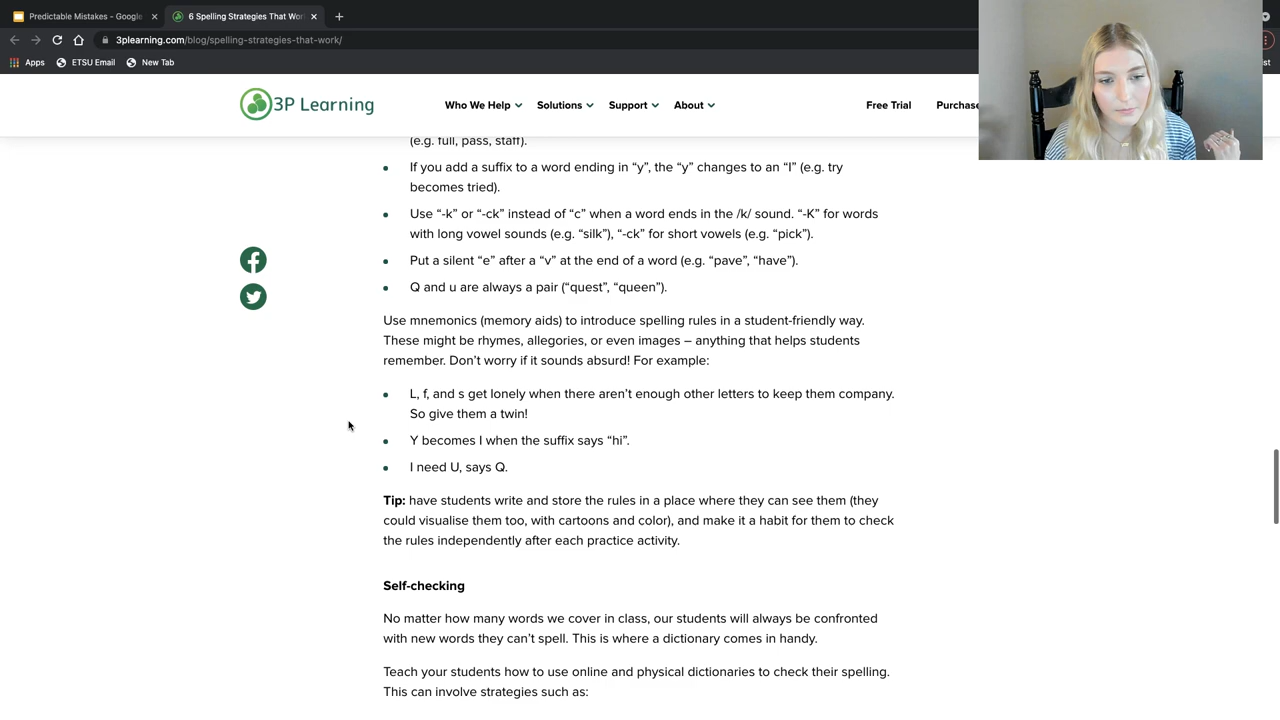 Predictable Mistakes - Google
6 Spelling Strategies That Wor
3plearning.com/blog/spelling-strategies-that-work/
Apps
ETSU Email
New Tab
3P Learning
Who We Help
Solutions
Support
About
Free Trial
(e.g. full, pass, staff).
If you add a suffix to a word ending in “y”, the “y” changes to an “I” (e.g. try
becomes tried).
Use “-k” or “-ck” instead of “c” when a word ends in the /k/ sound. “-K” for words
with long vowel sounds (e.g. “silk”), “-ck” for short vowels (e.g. “pick”).
Put a silent “e” after a “v” at the end of a word (e.g. “pave”, “have”).
Q and u are always a pair (“quest”, “queen”).
Use mnemonics (memory aids) to introduce spelling rules in a student-friendly way.
These might be rhymes, allegories, or even images – anything that helps students
remember. Don’t worry if it sounds absurd! For example:
L, f, and s get lonely when there aren’t enough other letters to keep them company.
So give them a twin!
Y becomes I when the suffix says “hi”.
I need U, says Q.
Tip: have students write and store the rules in a place where they can see them (they
could visualise them too, with cartoons and color), and make it a habit for them to check
the rules independently after each practice activity.
Self-checking
No matter how many words we cover in class, our students will always be confronted
with new words they can’t spell. This is where a dictionary comes in handy.
Teach your students how to use online and physical dictionaries to check their spelling.
This can involve strategies such as: